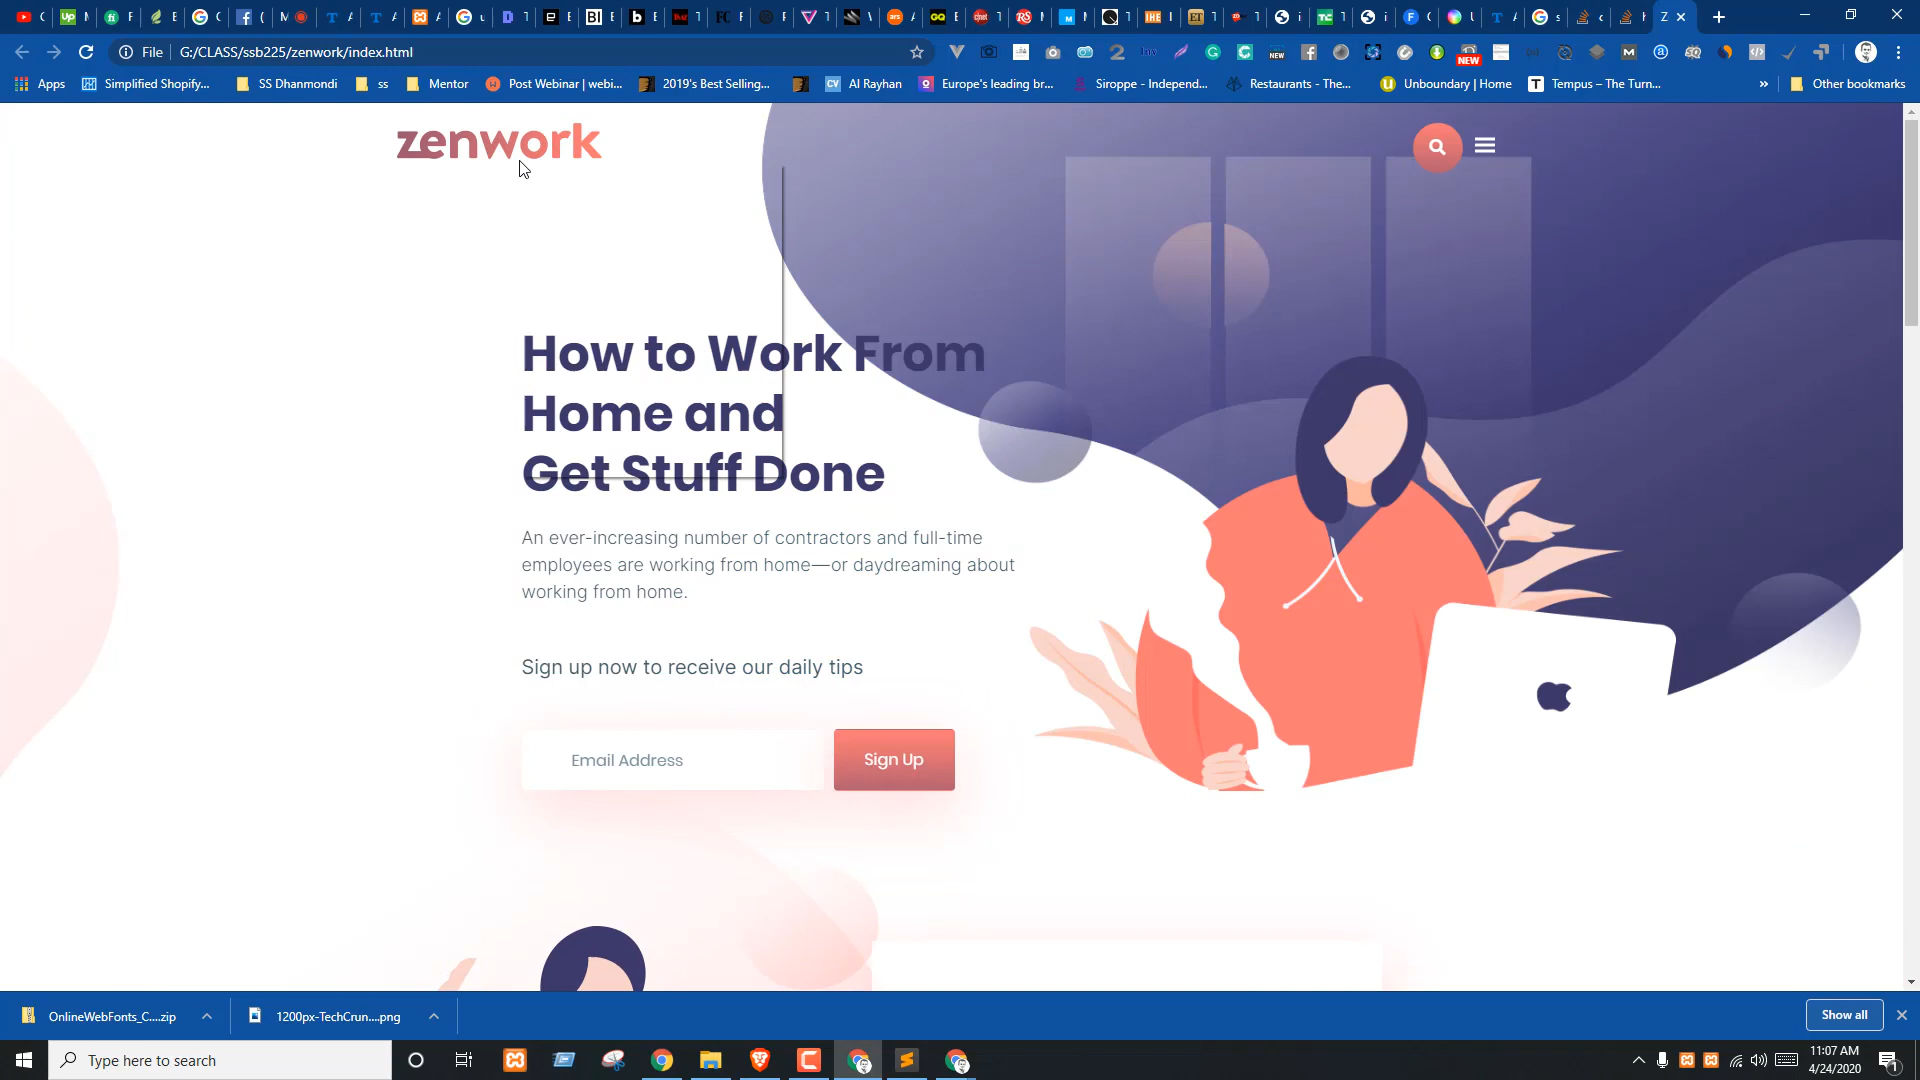 File
G:/CLASS/ssb225/zenwork/index.html
NEW
NEW
Apps
Simplified Shopify...
SS Dhanmondi
ss
Mentor
Post Webinar | webi...
2019's Best Selling...
CV
Al Rayhan
Europe's leading br...
Siroppe - Independ...
Restaurants - The...
Unboundary | Home
Tempus – The Turn...
Other bookmarks
zenwork
How to Work From
Home and
Get Stuff Done
An ever-increasing number of contractors and full-time
employees are working from home—or daydreaming about
working from home.
Sign up now to receive our daily tips
Email Address
Sign Up
OnlineWebFonts_C....zip
1200px-TechCrun....png
Show all
Type here to search
11:07 AM
4/24/2020